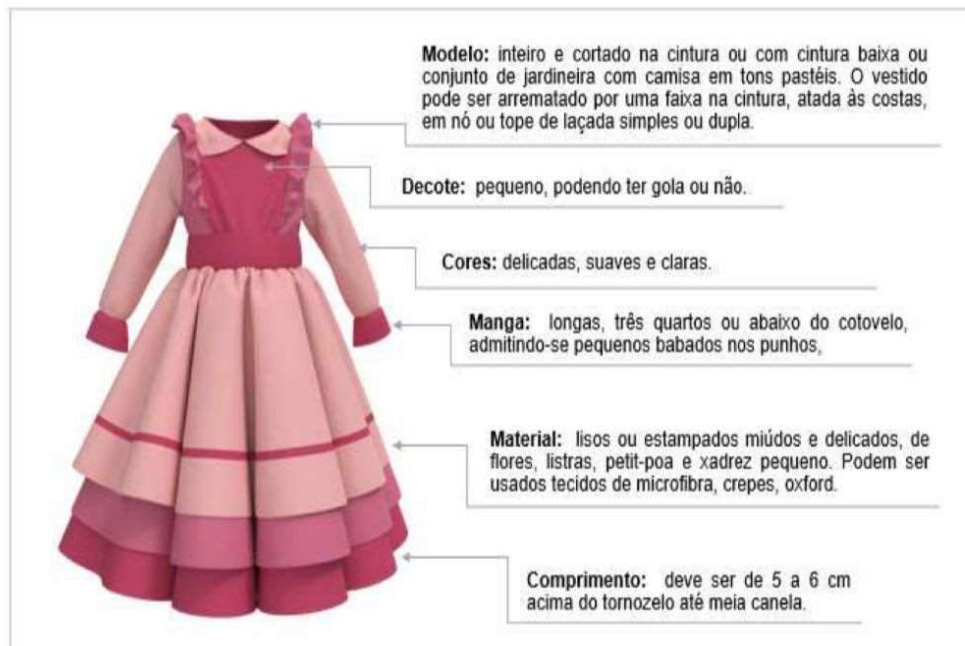 Modelo: inteiro e cortado na cintura ou com cintura baixa ou
conjunto de jardineira com camisa em tons pastéis. O vestido
pode ser arrematado por uma faixa na cintura, atada às costas,
em nó ou tope de laçada simples ou dupla.
Decote: pequeno, podendo ter gola ou não.
Cores: delicadas, suaves e claras.
Manga: longas, três quartos ou abaixo do cotovelo,
admitindo-se pequenos babados nos punhos,
Material: lisos ou estampados miúdos e delicados, de
flores, listras, petit-poa e xadrez pequeno. Podem ser
usados tecidos de microfibra, crepes, oxford.
Comprimento: deve ser de 5 a 6 cm
acima do tornozelo até meia canela.